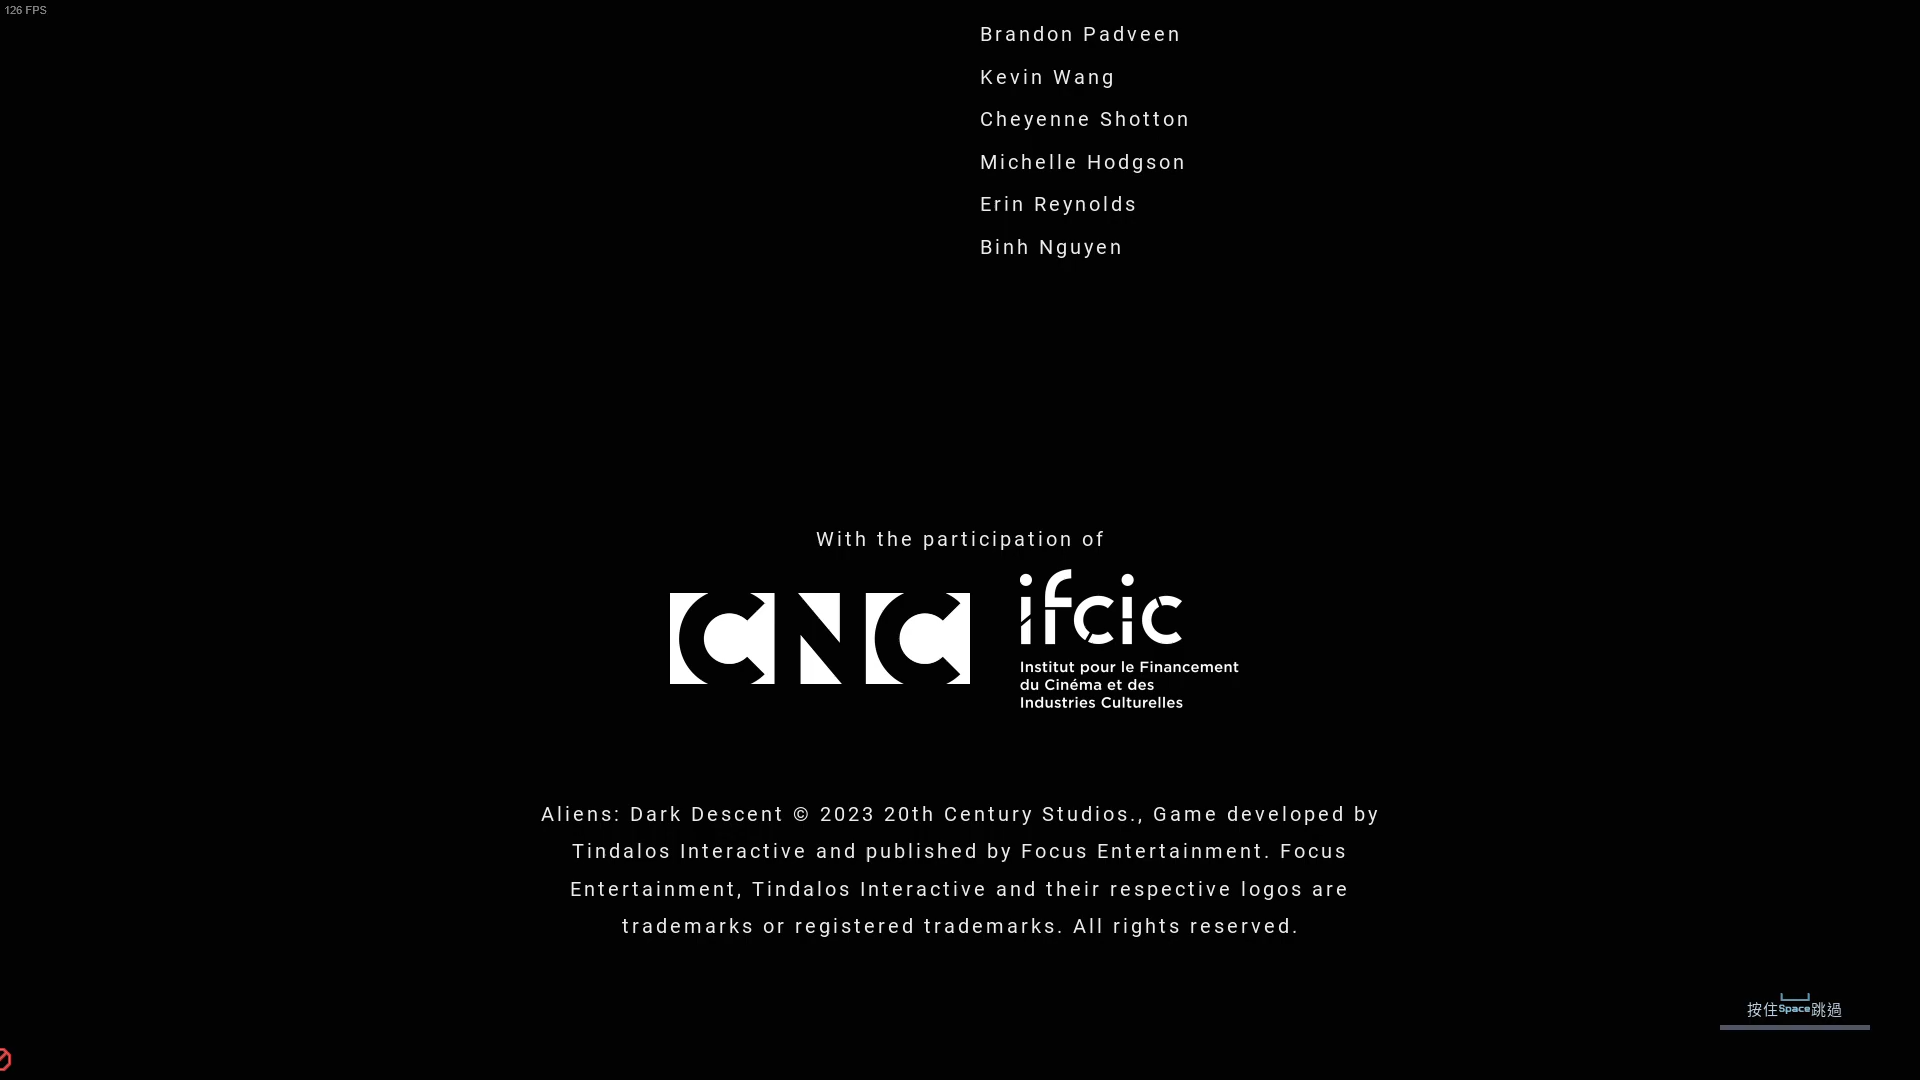 126 FPS
Brandon Padveen
Kevin Wang
Cheyenne Shotton
Michelle Hodgson
Erin Reynolds
Binh Nguyen
With the participation of
CNC
ifcic
Institut pour le Financement
du Cinéma et des
Industries Culturelles
Aliens: Dark Descent © 2023 20th Century Studios., Game developed by
Tindalos Interactive and published by Focus Entertainment. Focus
Entertainment, Tindalos Interactive and their respective logos are
trademarks or registered trademarks. All rights reserved.
按住Space跳過